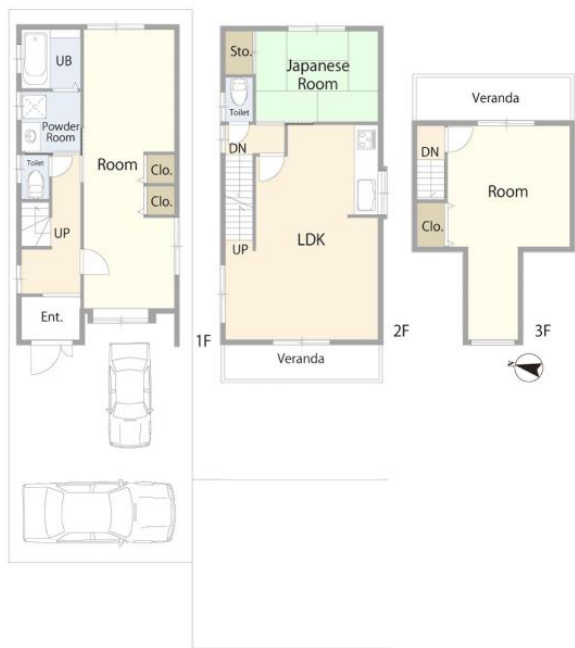 UB
Powder
Room
Toilet
Room
Clo.
Clo.
UP
Ent.
1F
Sto.
Japanese
Room
Toilet
DN
UP
LDK
Veranda
2F
Veranda
DN
Room
Clo.
3F
N